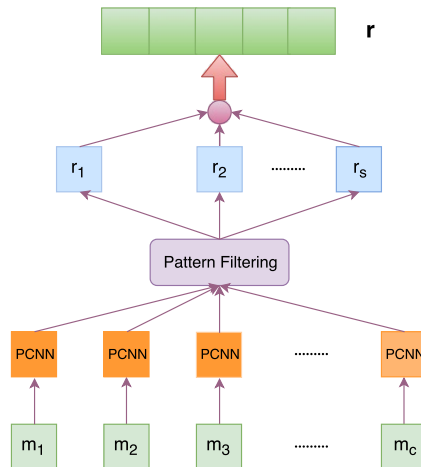 r
r1 r2 ......... rs
Pattern Filtering
PCNN PCNN PCNN ......... PCNN
m1 m2 m3 ......... mc